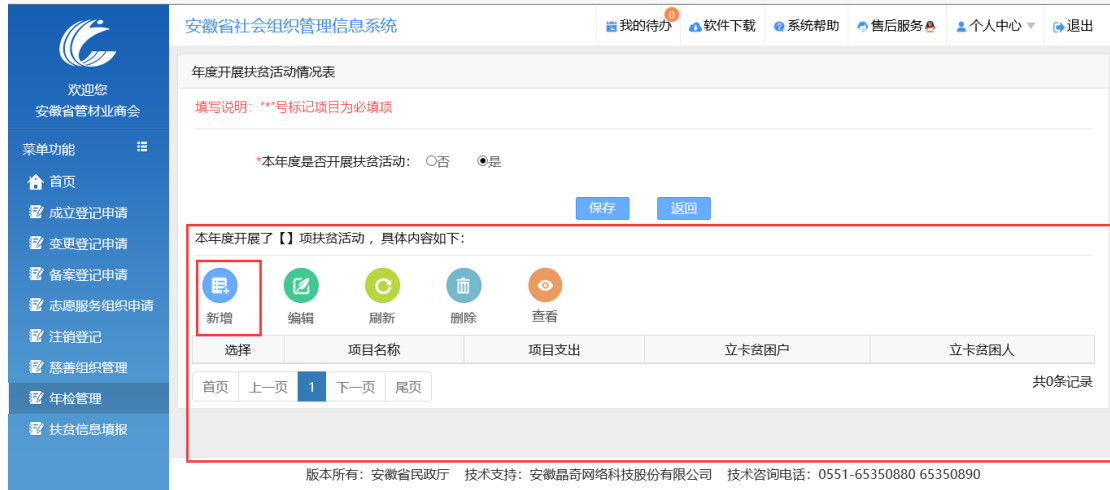 安徽省社会组织管理信息系统
我的待办 0 软件下载 系统帮助 售后服务 个人中心 退出
欢迎您
安徽省管材业商会
菜单功能
首页
成立登记申请
变更登记申请
备案登记申请
志愿服务组织申请
注销登记
慈善组织管理
年检管理
扶贫信息填报
年度开展扶贫活动情况表
填写说明："*"号标记项目为必填项
*本年度是否开展扶贫活动： 否 是
保存 返回
本年度开展了【】项扶贫活动 ，具体内容如下：
新增 编辑 刷新 删除 查看
选择 项目名称 项目支出 立卡贫困户 立卡贫困人
首页 上一页 1 下一页 尾页 共0条记录
版本所有：安徽省民政厅 技术支持：安徽晶奇网络科技股份有限公司 技术咨询电话：0551-65350880 65350890